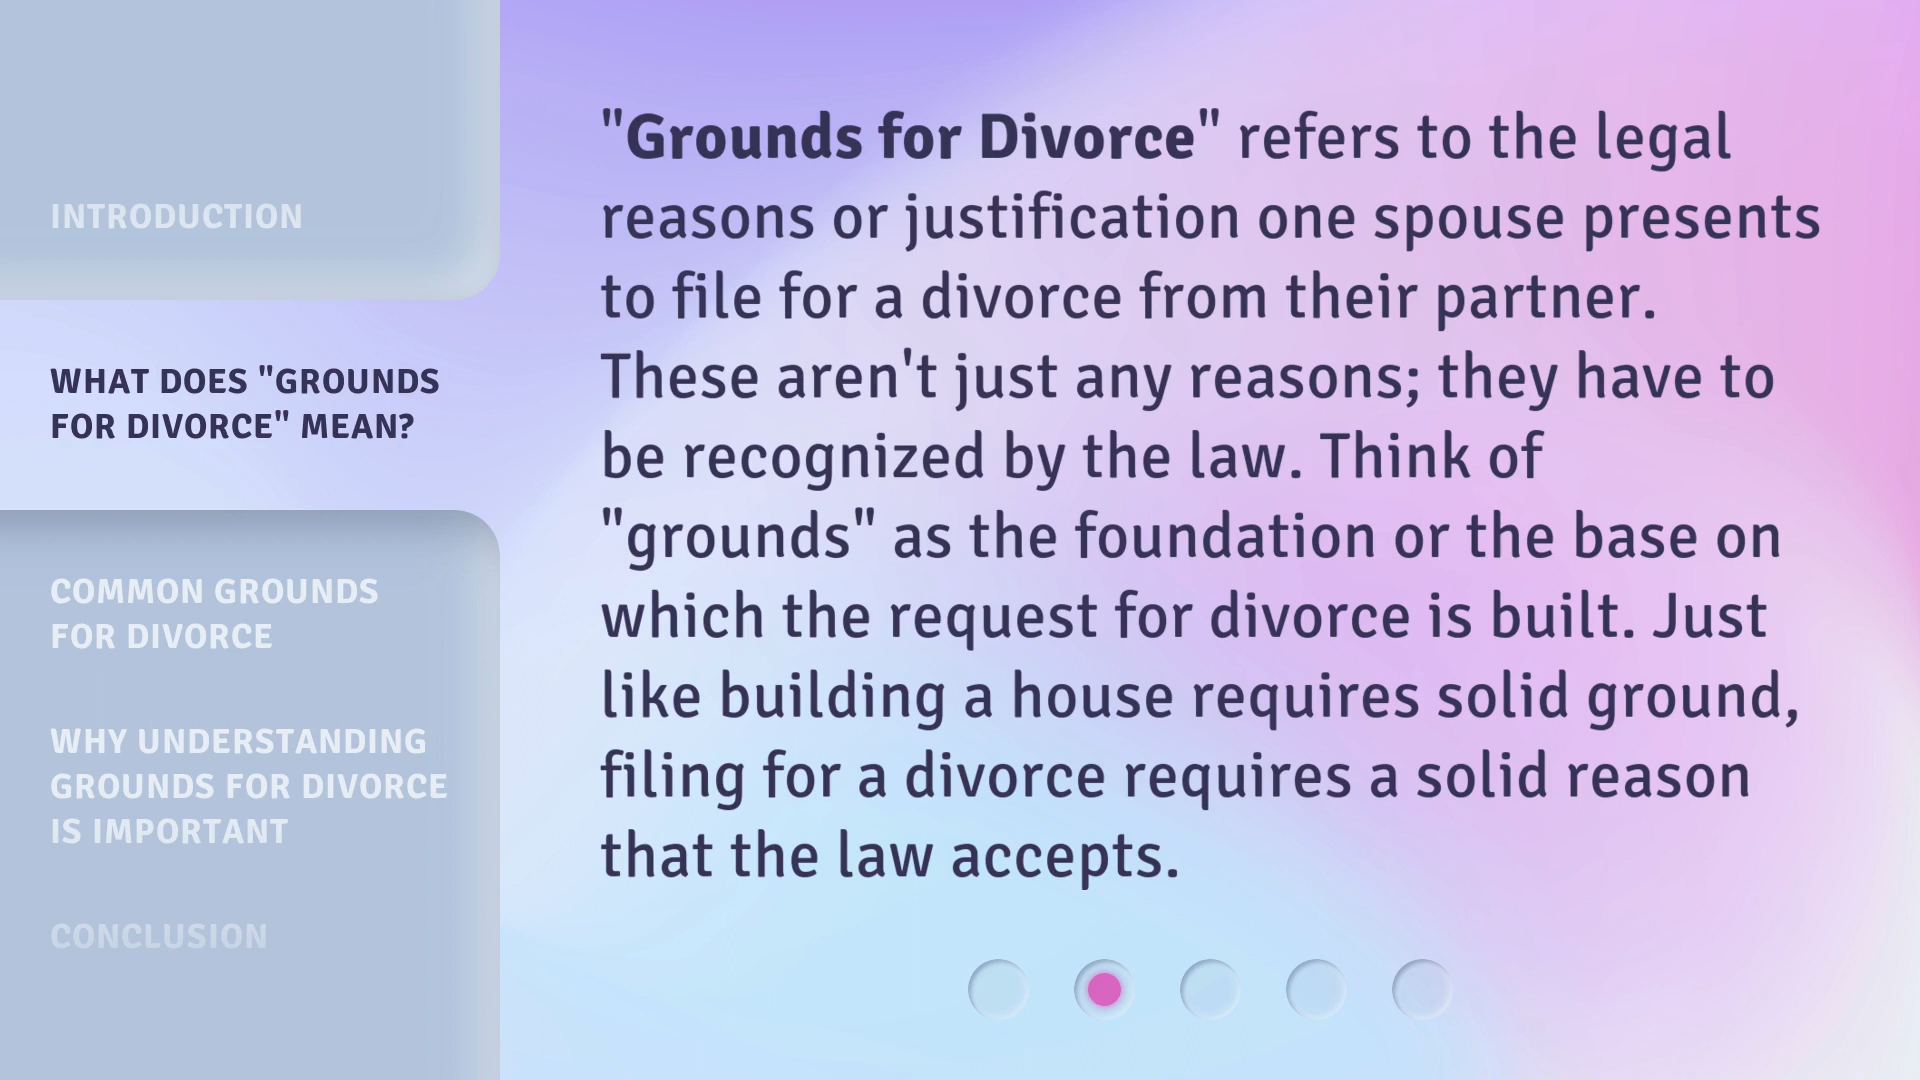 INTRODUCTION
WHAT DOES "GROUNDS
FOR DIVORCE" MEAN?
COMMON GROUNDS
FOR DIVORCE
WHY UNDERSTANDING
GROUNDS FOR DIVORCE
IS IMPORTANT
CONCLUSION
"Grounds for Divorce" refers to the legal
reasons or justification one spouse presents
to file for a divorce from their partner.
These aren't just any reasons; they have to
be recognized by the law. Think of
"grounds" as the foundation or the base on
which the request for divorce is built. Just
like building a house requires solid ground,
filing for a divorce requires a solid reason
that the law accepts.